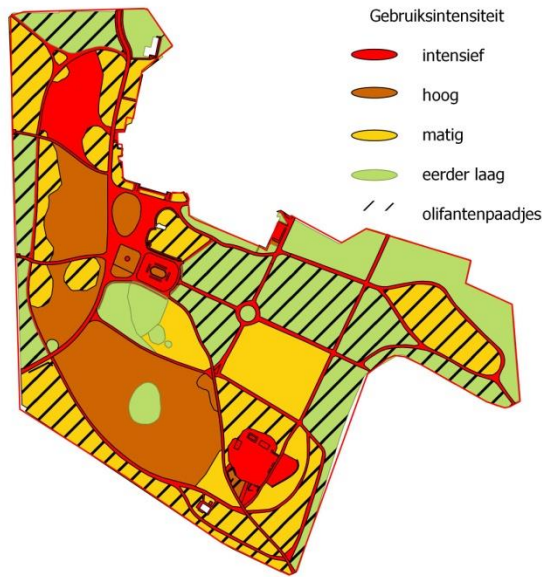 Gebruiksintensiteit
intensief
hoog
matig
eerder laag
olifantenpaadjes